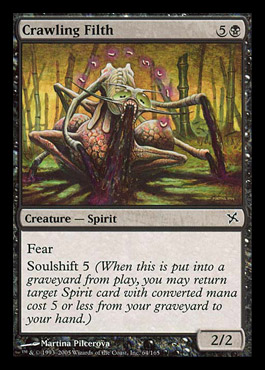 Crawling Filth 5
Creature — Spirit
Fear
Soulshift 5 (When this is put into a
graveyard from play, you may return
target Spirit card with converted mana
cost 5 or less from your graveyard to
your hand.)
Martina Pilcerova
™ & © 1993–2005 Wizards of the Coast, Inc. 64/165
2/2